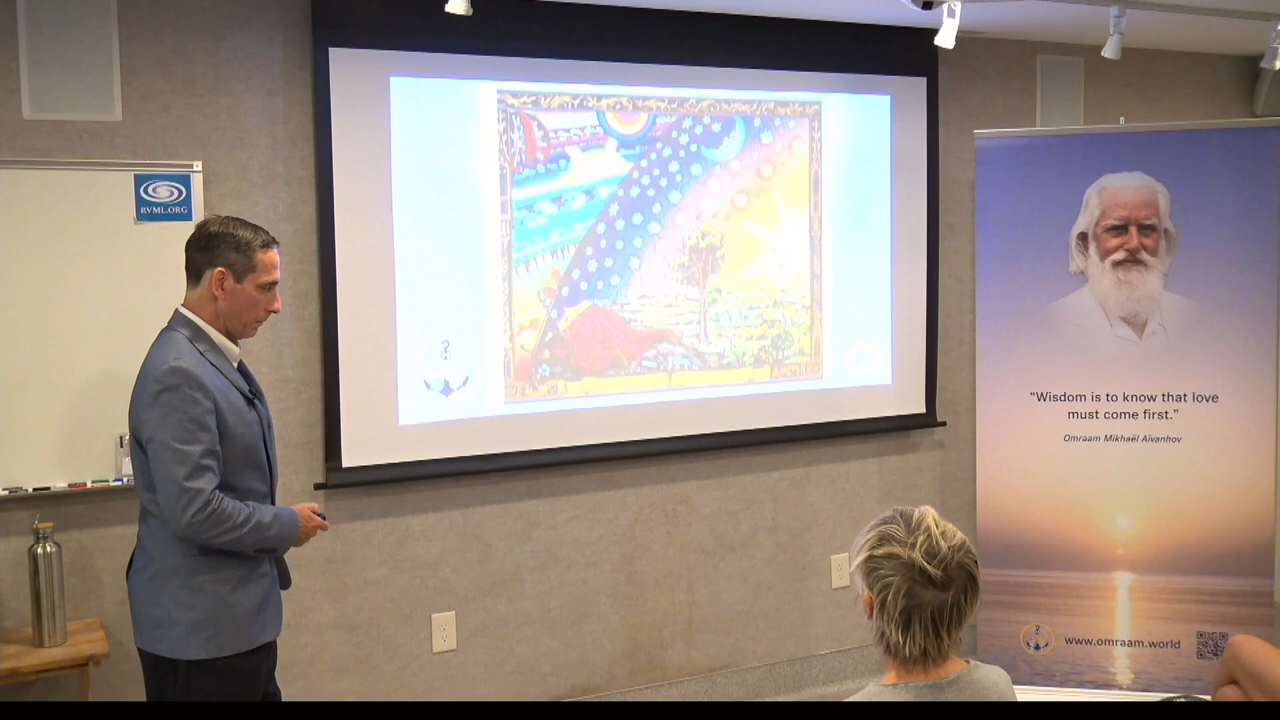 RVML.ORG
“Wisdom is to know that love
must come first.”
Omraam Mikhaël Aïvanhov
www.omraam.world